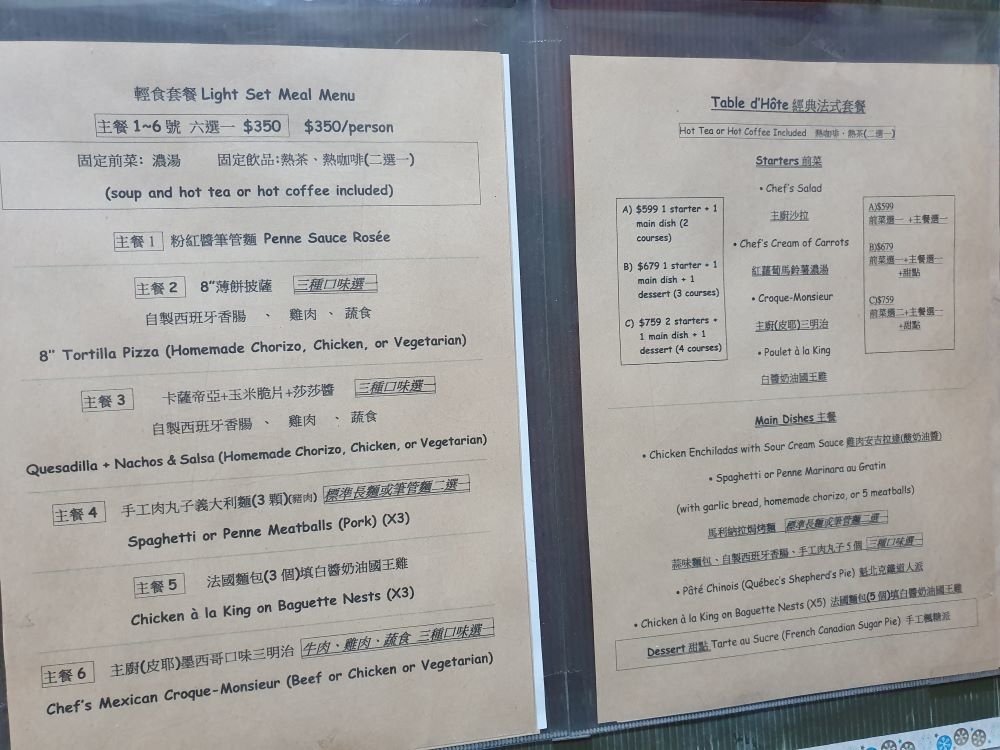 輕食套餐 Light Set Meal Menu
主餐 1~6 號 六選一 $350 $350/person
固定前菜: 濃湯 固定飲品:熱茶、熱咖啡(二選一)
(soup and hot tea or hot coffee included)
主餐 1 粉紅醬筆管麵 Penne Sauce Rosée
主餐 2 8"薄餅披薩 三種口味選一
自製西班牙香腸 、 雞肉 、 蔬食
8" Tortilla Pizza (Homemade Chorizo, Chicken, or Vegetarian)
主餐 3 卡薩帝亞+玉米脆片+莎莎醬 三種口味選一
自製西班牙香腸 、 雞肉 、 蔬食
Quesadilla + Nachos & Salsa (Homemade Chorizo, Chicken, or Vegetarian)
主餐 4 手工肉丸子義大利麵(3 顆)(豬肉) 標準長麵或筆管麵二選一
Spaghetti or Penne Meatballs (Pork) (X3)
主餐 5 法國麵包(3 個)填白醬奶油國王雞
Chicken à la King on Baguette Nests (X3)
主餐 6 主廚(皮耶)墨西哥口味三明治 牛肉、雞肉、蔬食 三種口味選一
Chef's Mexican Croque-Monsieur (Beef or Chicken or Vegetarian)
Table d'Hôte 經典法式套餐
Hot Tea or Hot Coffee Included 熱咖啡、熱茶(二選一)
Starters 前菜
• Chef's Salad
主廚沙拉
• Chef's Cream of Carrots
紅蘿蔔馬鈴薯濃湯
• Croque-Monsieur
主廚(皮耶)三明治
• Poulet à la King
白醬奶油國王雞
A) $599 1 starter + 1
main dish (2
courses)
B) $679 1 starter + 1
main dish + 1
dessert (3 courses)
C) $759 2 starters +
1 main dish + 1
dessert (4 courses)
A)$599
前菜選一 +主餐選一
B)$679
前菜選一+主餐選一
+甜點
C)$759
前菜選二+主餐選一
+甜點
Main Dishes 主餐
• Chicken Enchiladas with Sour Cream Sauce 雞肉安吉拉達(酸奶油醬)
• Spaghetti or Penne Marinara au Gratin
(with garlic bread, homemade chorizo, or 5 meatballs)
馬利納拉焗烤麵 標準長麵或筆管麵二選一
蒜味麵包、自製西班牙香腸、手工肉丸子 5 個 三種口味選一
• Pâté Chinois (Québec's Shepherd's Pie) 魁北克鐵道人派
• Chicken à la King on Baguette Nests (X5) 法國麵包(5 個)填白醬奶油國王雞
Dessert 甜點 Tarte au Sucre (French Canadian Sugar Pie) 手工楓糖派